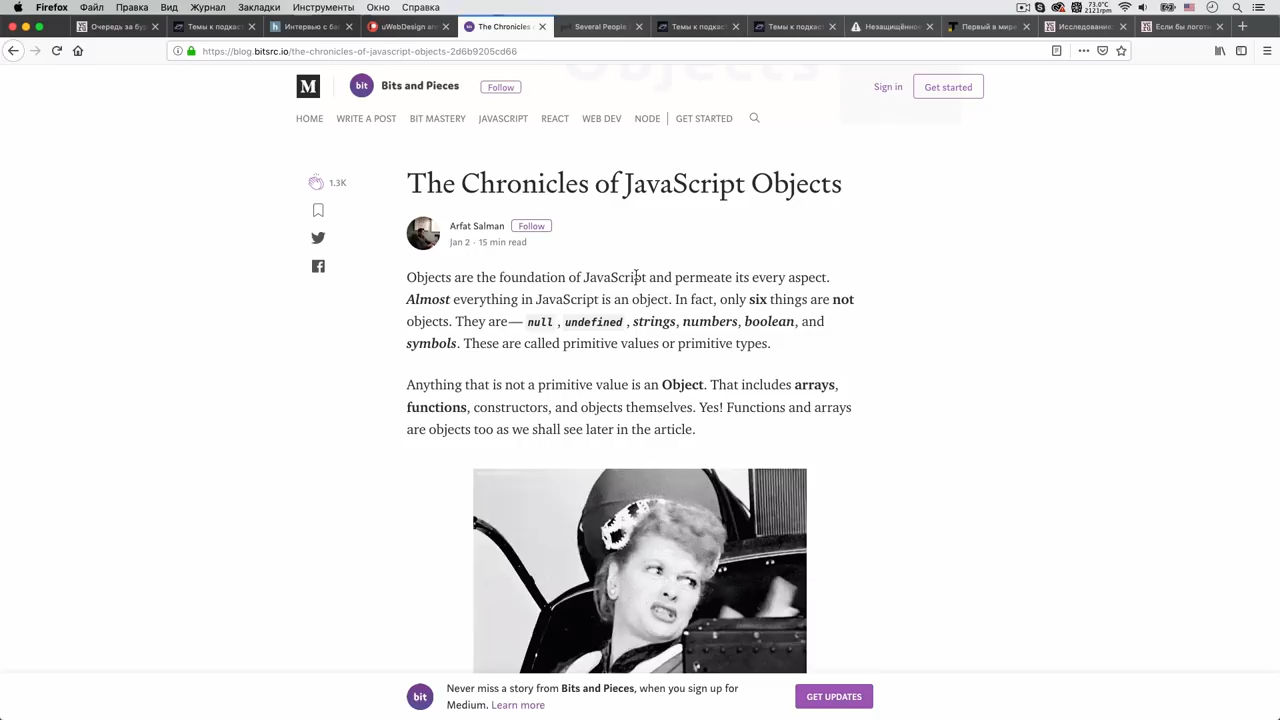 Firefox Файл Правка Вид Журнал Закладки Инструменты Окно Справка
73.0°C
2121rpm
Очередь за буд
Темы к подкаст
Интервью с баг
uWebDesign are
The Chronicles
Several People
Темы к подкаст
Темы к подкаст
Незащищённое
Первый в мире
Исследование:
Если бы логоти
https://blog.bitsrc.io/the-chronicles-of-javascript-objects-2d6b9205cd66
Objects
M bit Bits and Pieces Follow Sign in Get started
HOME WRITE A POST BIT MASTERY JAVASCRIPT REACT WEB DEV NODE GET STARTED
1.3K
The Chronicles of JavaScript Objects
Arfat Salman Follow
Jan 2 · 15 min read
Objects are the foundation of JavaScript and permeate its every aspect.
Almost everything in JavaScript is an object. In fact, only six things are not
objects. They are— null , undefined , strings, numbers, boolean, and
symbols. These are called primitive values or primitive types.
Anything that is not a primitive value is an Object. That includes arrays,
functions, constructors, and objects themselves. Yes! Functions and arrays
are objects too as we shall see later in the article.
bit
Never miss a story from Bits and Pieces, when you sign up for
Medium. Learn more
GET UPDATES